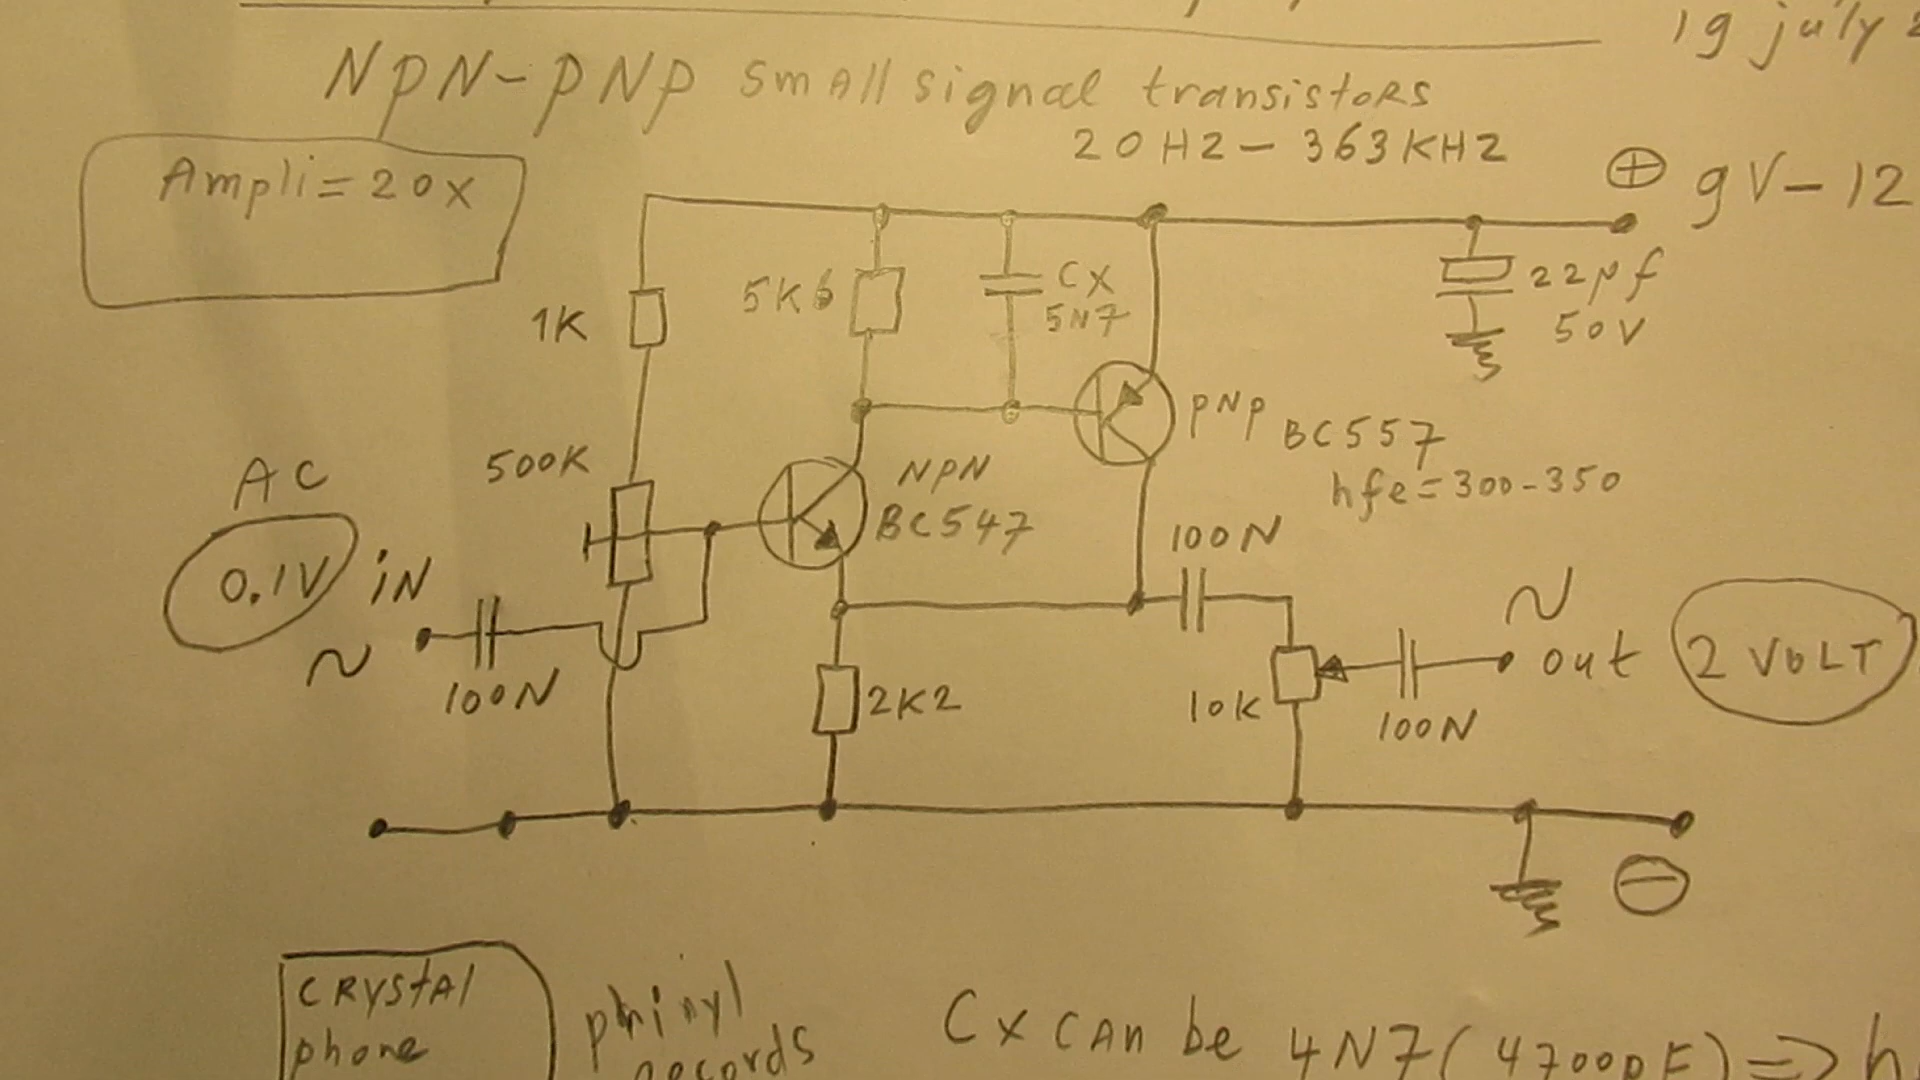 19 july
NPN-PNP small signal transistors
20HZ - 363KHZ
Ampli = 20x
⊕ 9V-12
1K
5K6
CX
5N7
22µf
50V
PNP BC557
hfe = 300-350
500K
NPN
BC547
AC
0.1V iN
~
100N
100N
~
out
2 VOLT
2K2
10K
100N
⊖
CRYStAl
phone
phinyl
records
CX CAN be 4N7 (4700pF) =>